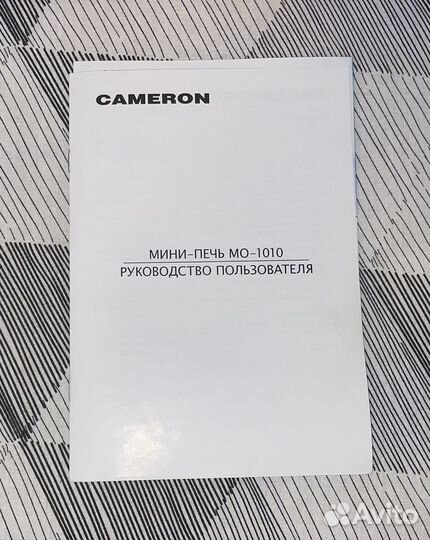 CAMERON
МИНИ-ПЕЧЬ МО-1010
РУКОВОДСТВО ПОЛЬЗОВАТЕЛЯ
Avito